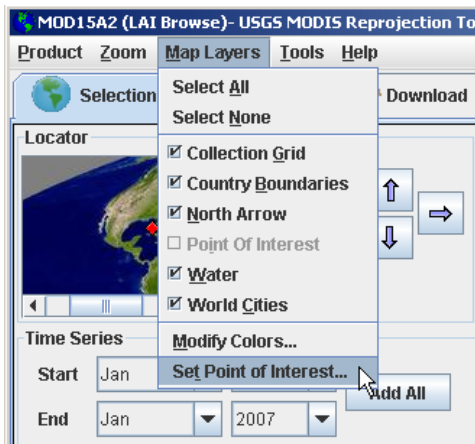 MOD15A2 (LAI Browse)- USGS MODIS Reprojection To
Product Zoom Map Layers Tools Help
Selection
Download
Select All
Select None
Locator
Collection Grid
Country Boundaries
North Arrow
Point Of Interest
Water
World Cities
Time Series
Modify Colors...
Set Point of Interest...
Start Jan
Add All
End Jan 2007